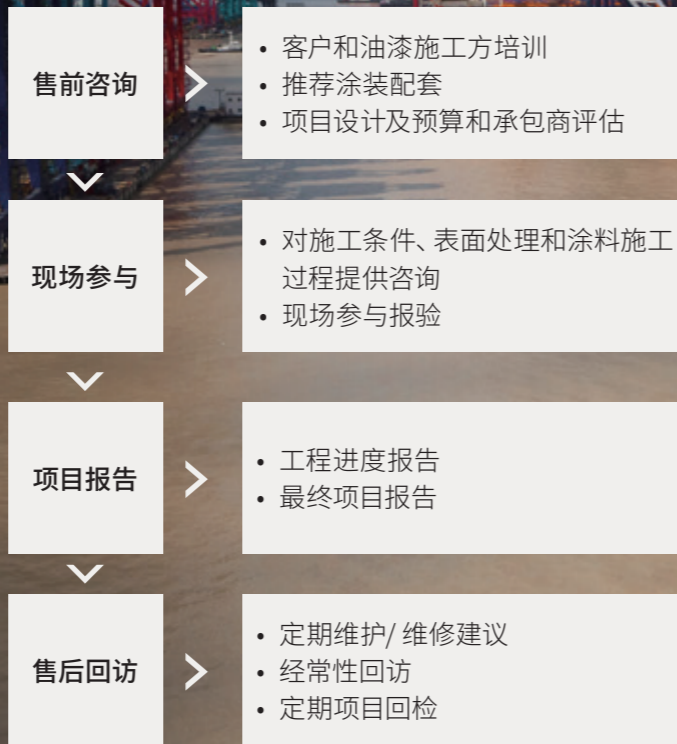 售前咨询
• 客户和油漆施工方培训
• 推荐涂装配套
• 项目设计及预算和承包商评估
现场参与
• 对施工条件、表面处理和涂料施工
过程提供咨询
• 现场参与报验
项目报告
• 工程进度报告
• 最终项目报告
售后回访
• 定期维护/ 维修建议
• 经常性回访
• 定期项目回检